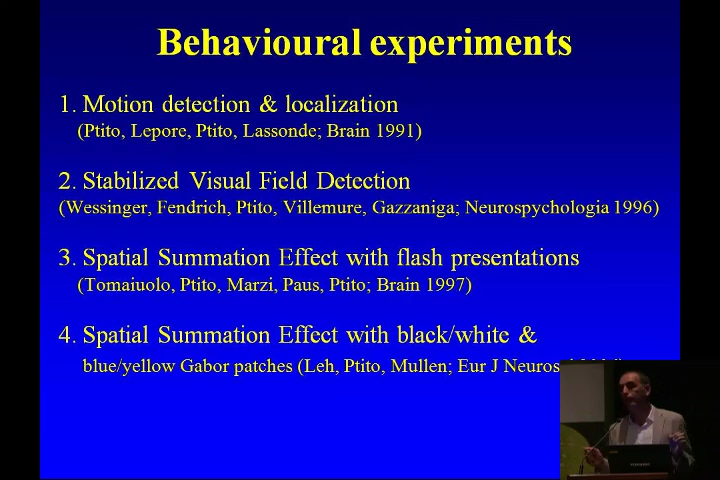 Behavioural experiments
1. Motion detection & localization
(Ptito, Lepore, Ptito, Lassonde; Brain 1991)
2. Stabilized Visual Field Detection
(Wessinger, Fendrich, Ptito, Villemure, Gazzaniga; Neurospychologia 1996)
3. Spatial Summation Effect with flash presentations
(Tomaiuolo, Ptito, Marzi, Paus, Ptito; Brain 1997)
4. Spatial Summation Effect with black/white &
blue/yellow Gabor patches (Leh, Ptito, Mullen; Eur J